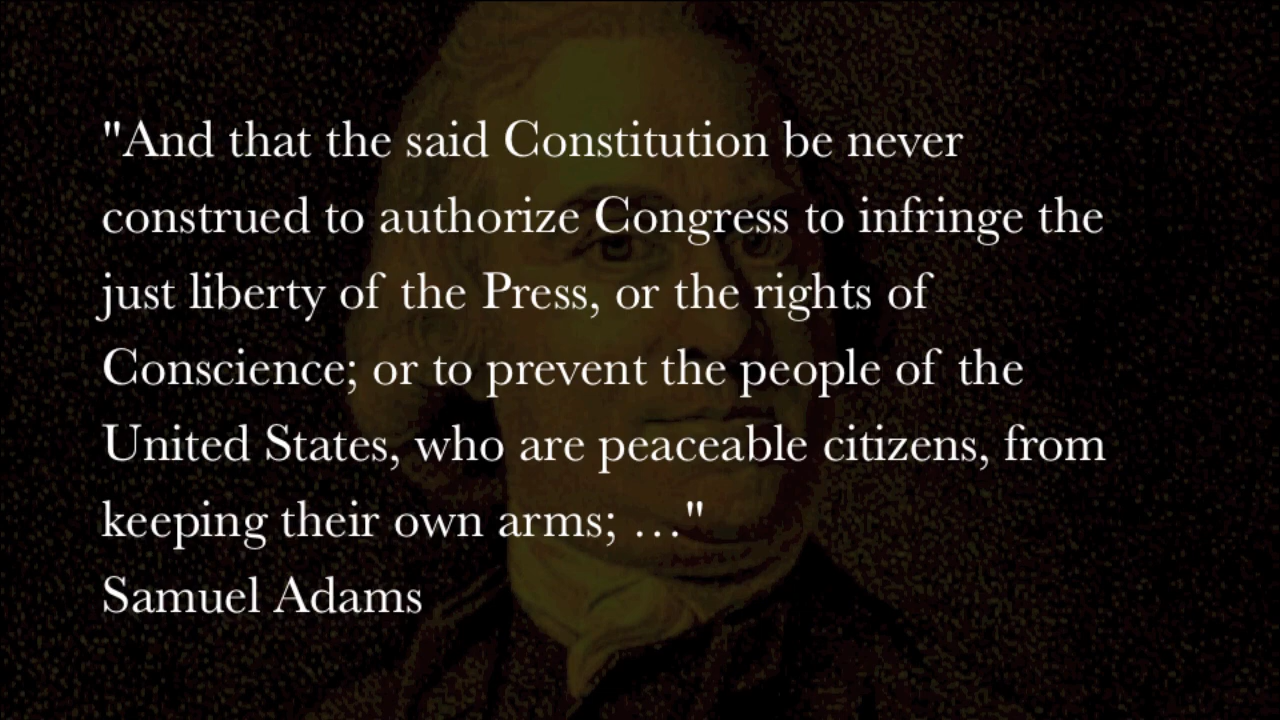 "And that the said Constitution be never
construed to authorize Congress to infringe the
just liberty of the Press, or the rights of
Conscience; or to prevent the people of the
United States, who are peaceable citizens, from
keeping their own arms; …"
Samuel Adams